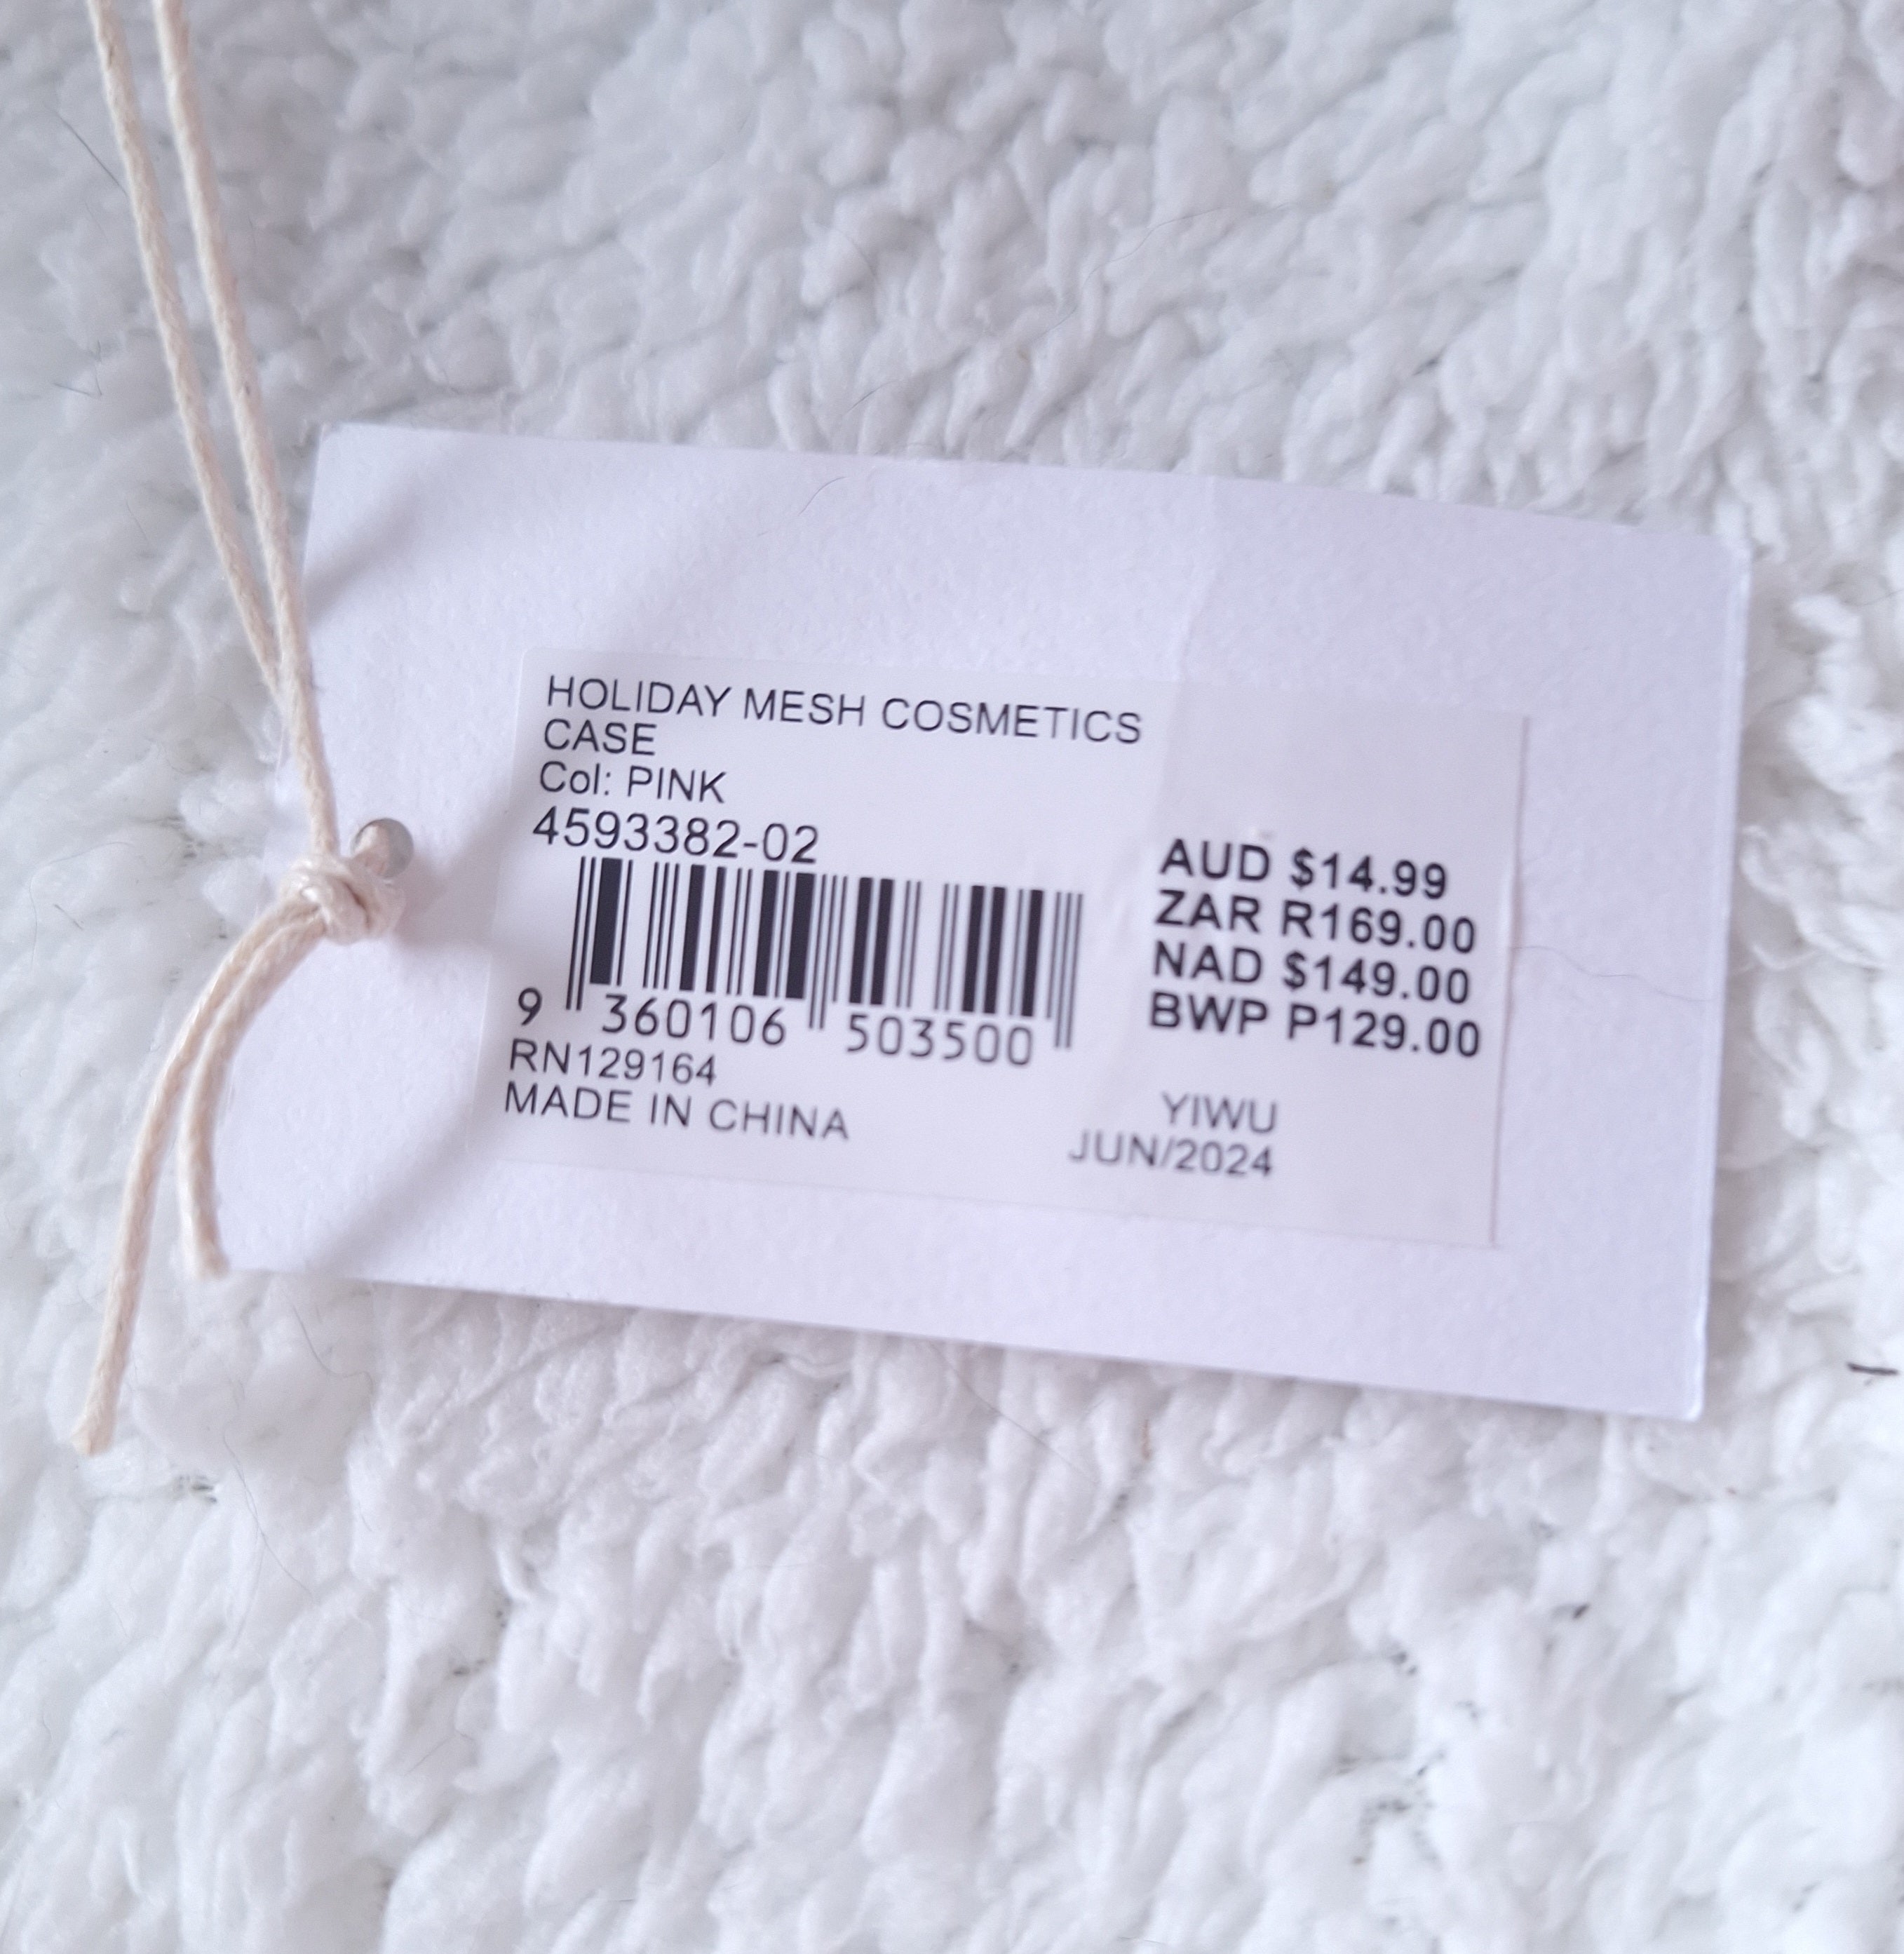 HOLIDAY MESH COSMETICS
CASE
Col: PINK
4593382-02
9 360106 503500
RN129164
MADE IN CHINA
AUD $14.99
ZAR R169.00
NAD $149.00
BWP P129.00
YIWU
JUN/2024